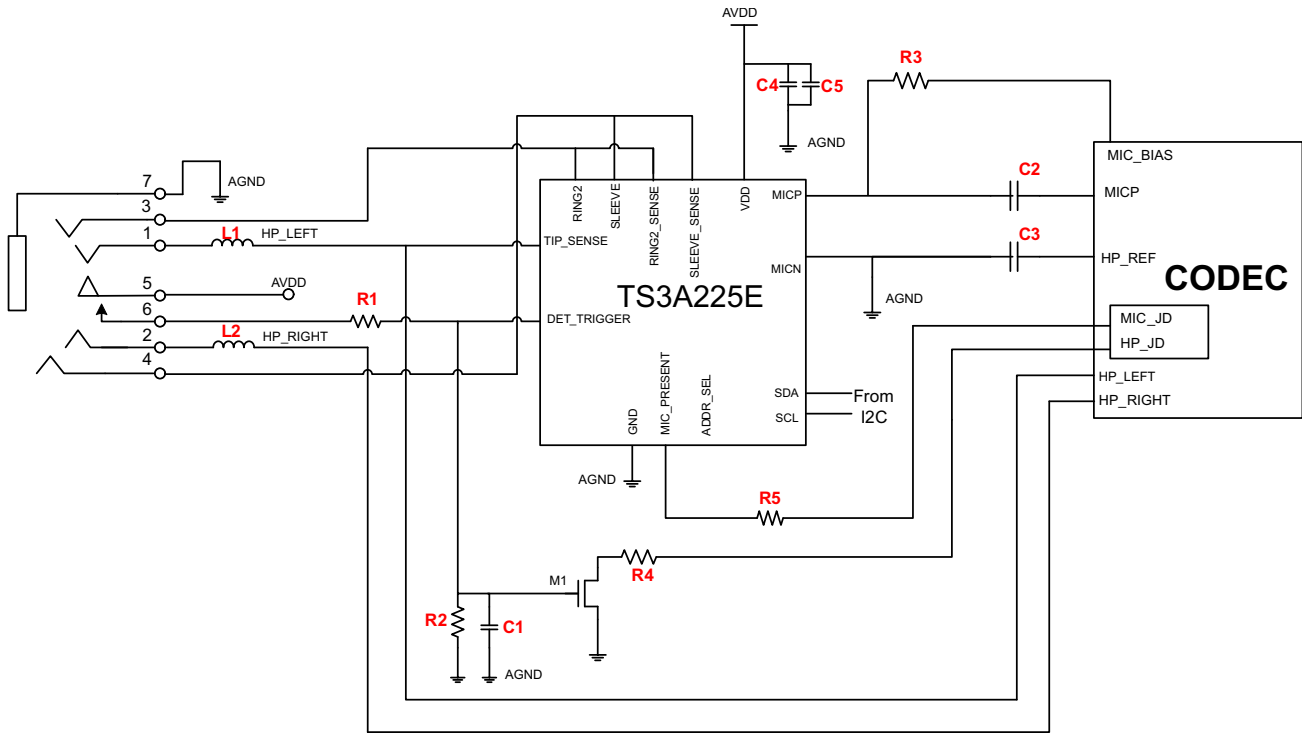 AVDD
R3
C4
C5
AGND
MIC_BIAS
C2
MICP
7
AGND
3
RING2
SLEEVE
RING2_SENSE
SLEEVE_SENSE
VDD
MICP
1
L1
HP_LEFT
TIP_SENSE
C3
MICN
HP_REF
CODEC
5
AVDD
R1
TS3A225E
AGND
6
DET_TRIGGER
MIC_JD
2
L2
HP_RIGHT
HP_JD
4
HP_LEFT
GND
MIC_PRESENT
ADDR_SEL
SDA
SCL
From
I2C
HP_RIGHT
AGND
R5
M1
R4
R2
C1
AGND